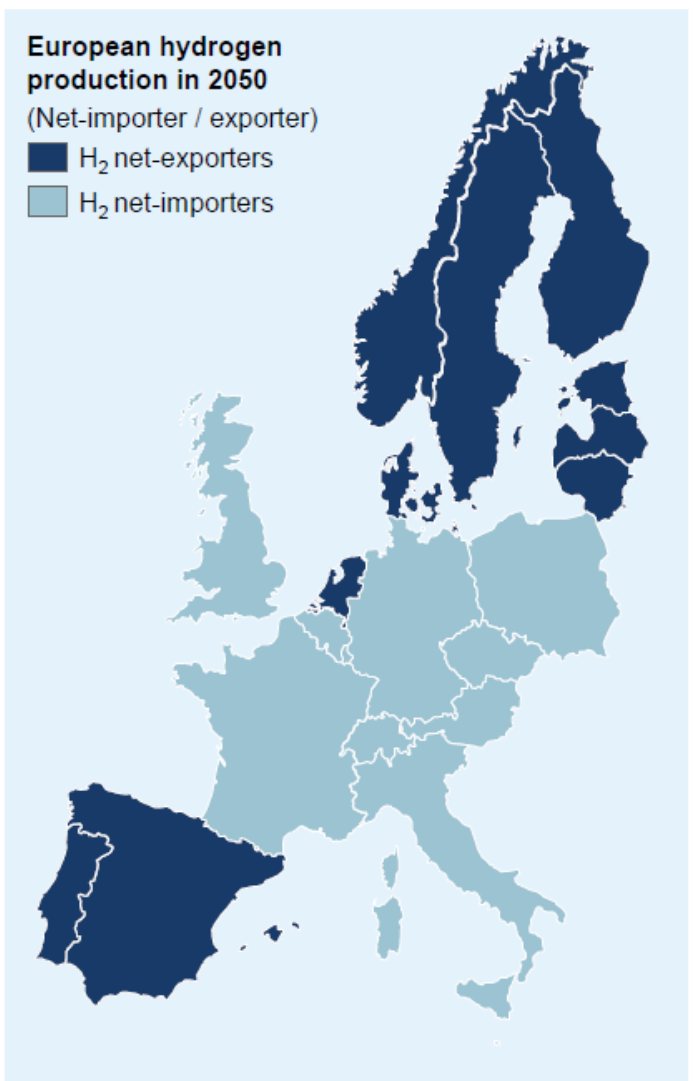 European hydrogen
production in 2050
(Net-importer / exporter)
H₂ net-exporters
H₂ net-importers